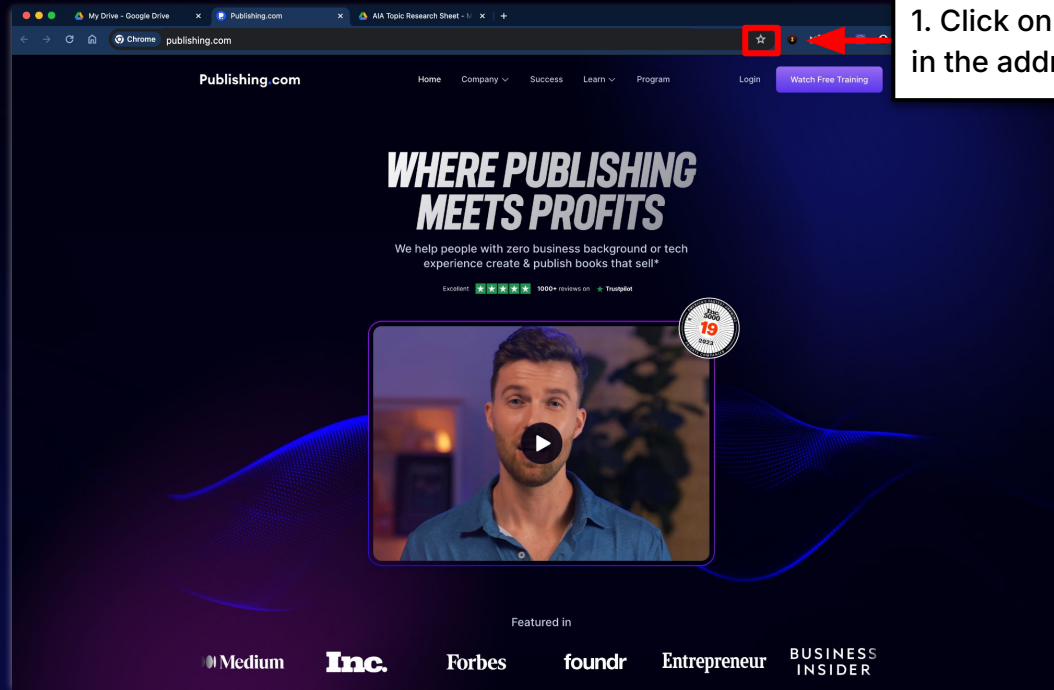 My Drive - Google Drive
Publishing.com
AIA Topic Research Sheet - M
Chrome
publishing.com
1. Click on
in the addr
Publishing.com
Home Company Success Learn Program Login Watch Free Training
WHERE PUBLISHING
MEETS PROFITS
We help people with zero business background or tech
experience create & publish books that sell*
Excellent 1000+ reviews on Trustpilot
Inc.
5000
19
2023
Featured in
Medium Inc. Forbes foundr Entrepreneur BUSINESS
INSIDER